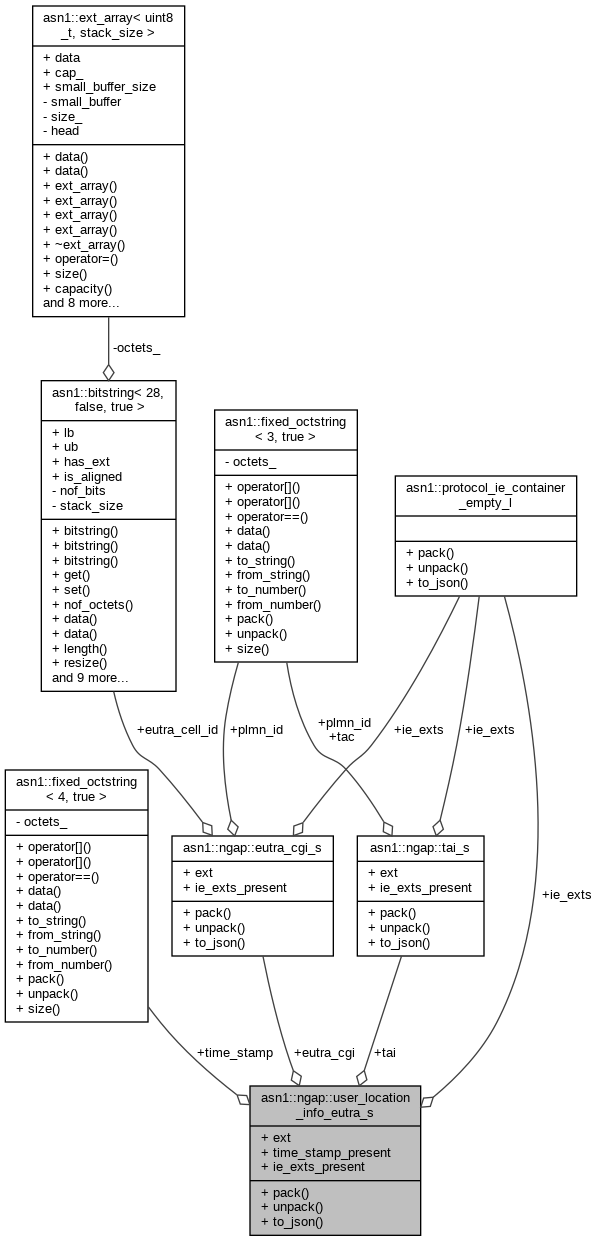 asn1::ext_array< uint8
_t, stack_size >
+ data
+ cap_
+ small_buffer_size
- small_buffer
- size_
- head
+ data()
+ data()
+ ext_array()
+ ext_array()
+ ext_array()
+ ext_array()
+ ~ext_array()
+ operator=()
+ size()
+ capacity()
and 8 more...
-octets_
asn1::bitstring< 28,
false, true >
+ lb
+ ub
+ has_ext
+ is_aligned
- nof_bits
- stack_size
+ bitstring()
+ bitstring()
+ bitstring()
+ get()
+ set()
+ nof_octets()
+ data()
+ data()
+ length()
+ resize()
and 9 more...
asn1::fixed_octstring
< 3, true >
- octets_
+ operator[]()
+ operator[]()
+ operator==()
+ data()
+ data()
+ to_string()
+ from_string()
+ to_number()
+ from_number()
+ pack()
+ unpack()
+ size()
asn1::protocol_ie_container
_empty_l
+ pack()
+ unpack()
+ to_json()
+eutra_cell_id
+plmn_id
+plmn_id
+tac
+ie_exts
+ie_exts
asn1::fixed_octstring
< 4, true >
- octets_
+ operator[]()
+ operator[]()
+ operator==()
+ data()
+ data()
+ to_string()
+ from_string()
+ to_number()
+ from_number()
+ pack()
+ unpack()
+ size()
asn1::ngap::eutra_cgi_s
+ ext
+ ie_exts_present
+ pack()
+ unpack()
+ to_json()
asn1::ngap::tai_s
+ ext
+ ie_exts_present
+ pack()
+ unpack()
+ to_json()
+ie_exts
+time_stamp
+eutra_cgi
+tai
asn1::ngap::user_location
_info_eutra_s
+ ext
+ time_stamp_present
+ ie_exts_present
+ pack()
+ unpack()
+ to_json()